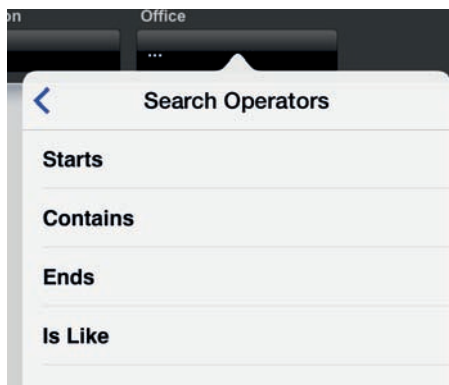 on
Office
...
Search Operators
Starts
Contains
Ends
Is Like